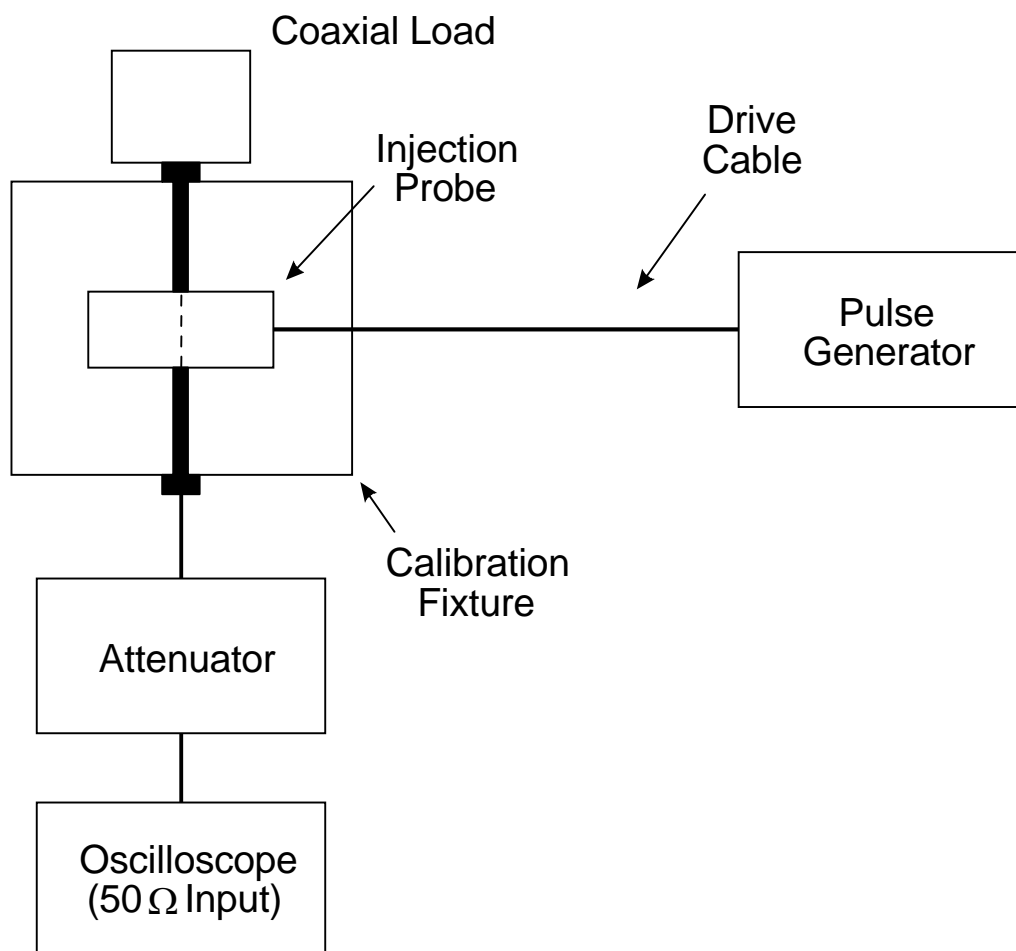 Coaxial Load
Injection
Probe
Drive
Cable
Pulse
Generator
Calibration
Fixture
Attenuator
Oscilloscope
(50 Ω Input)